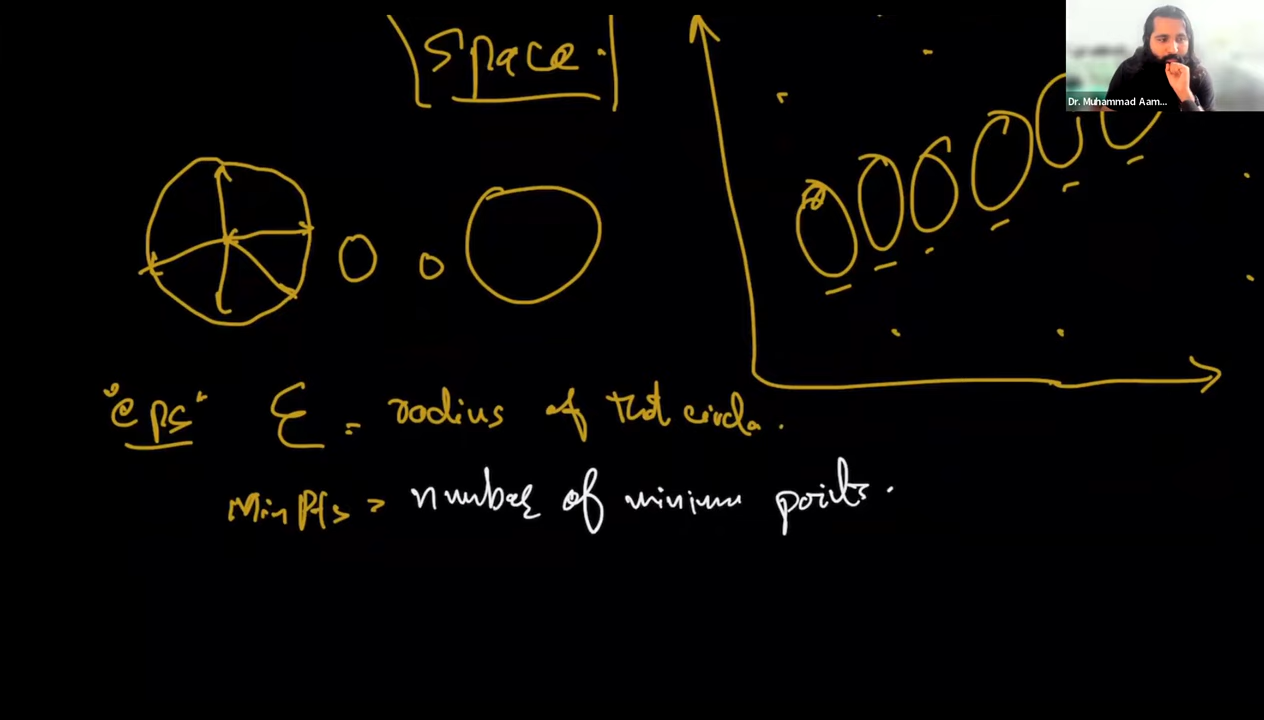 Space.
Dr. Muhammad Aam...
"eps" Ɛ = radius of that circle.
MinPts > number of minimum points.